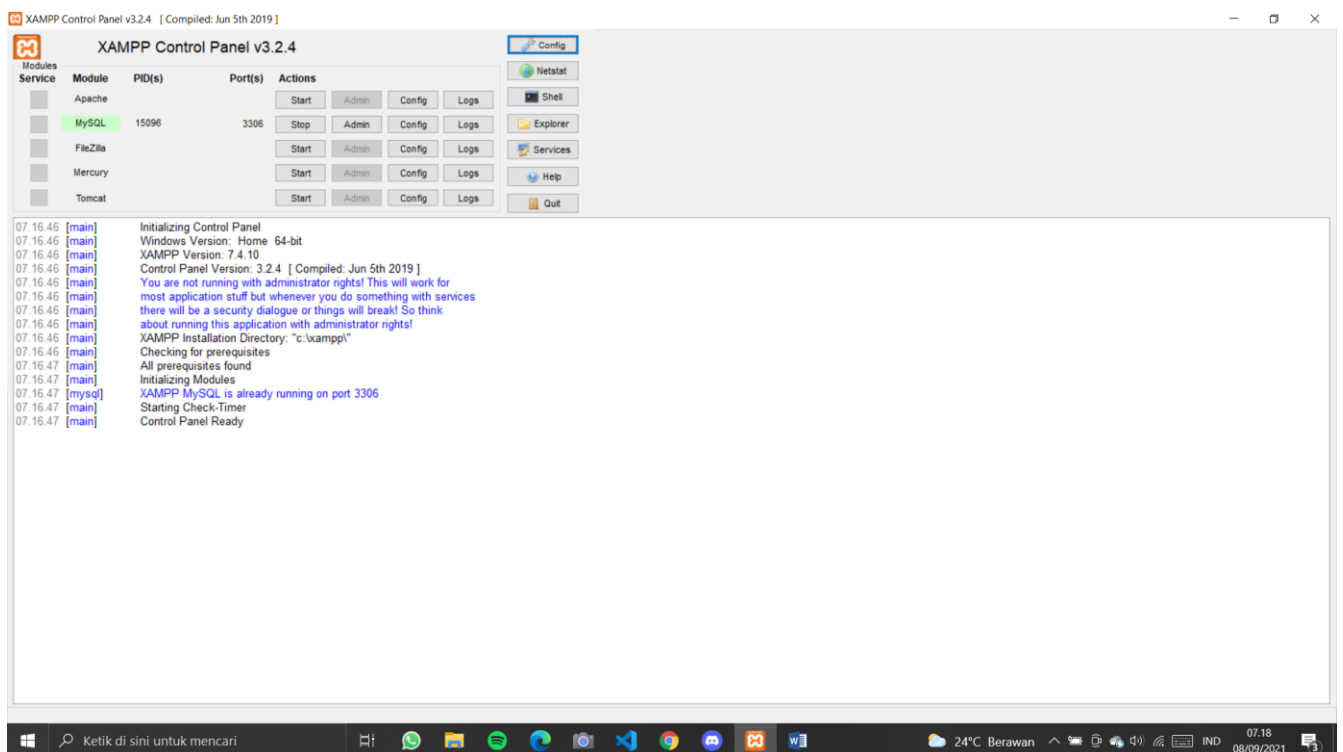 XAMPP Control Panel v3.2.4 [ Compiled: Jun 5th 2019 ]
XAMPP Control Panel v3.2.4
Config
Modules
Service Module PID(s) Port(s) Actions
Netstat
Apache Start Admin Config Logs
Shell
MySQL 15096 3306 Stop Admin Config Logs
Explorer
FileZilla Start Admin Config Logs
Services
Mercury Start Admin Config Logs
Help
Tomcat Start Admin Config Logs
Quit
07.16.46 [main] Initializing Control Panel
07.16.46 [main] Windows Version: Home 64-bit
07.16.46 [main] XAMPP Version: 7.4.10
07.16.46 [main] Control Panel Version: 3.2.4 [ Compiled: Jun 5th 2019 ]
07.16.46 [main] You are not running with administrator rights! This will work for
07.16.46 [main] most application stuff but whenever you do something with services
07.16.46 [main] there will be a security dialogue or things will break! So think
07.16.46 [main] about running this application with administrator rights!
07.16.46 [main] XAMPP Installation Directory: "c:\xampp\"
07.16.46 [main] Checking for prerequisites
07.16.47 [main] All prerequisites found
07.16.47 [main] Initializing Modules
07.16.47 [mysql] XAMPP MySQL is already running on port 3306
07.16.47 [main] Starting Check-Timer
07.16.47 [main] Control Panel Ready
Ketik di sini untuk mencari
24°C Berawan
IND
07.18
08/09/2021
3